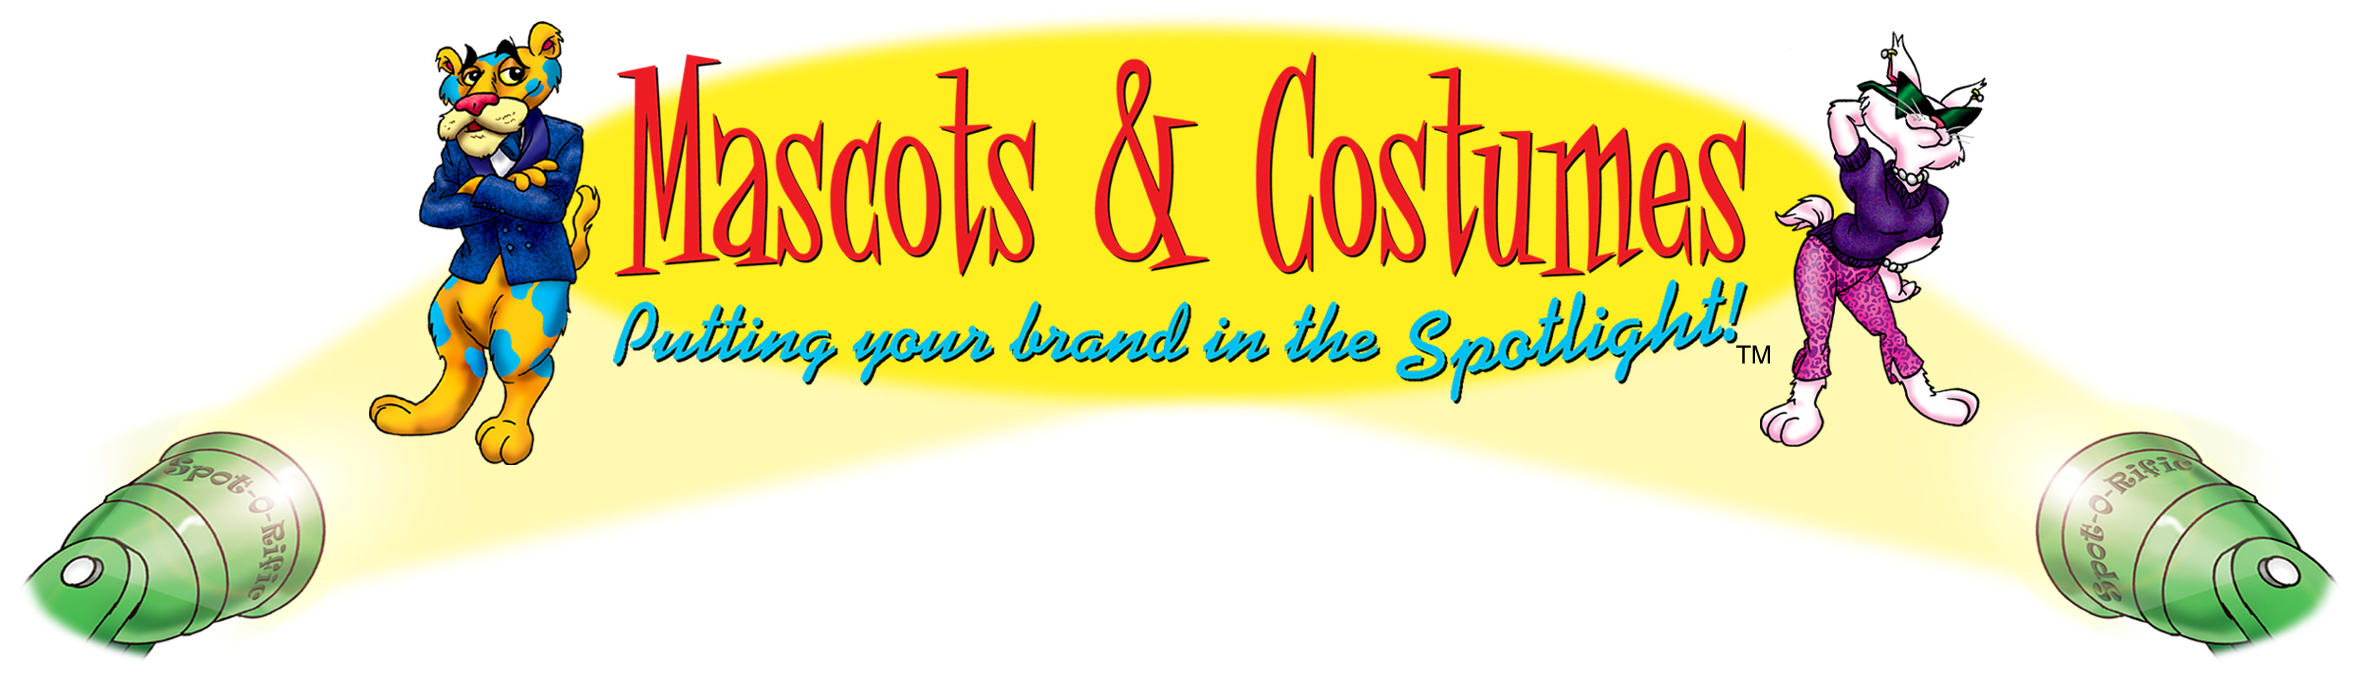 Mascots & Costumes
Putting your brand in the Spotlight!™
Spot-O-Rific
Spot-O-Rific